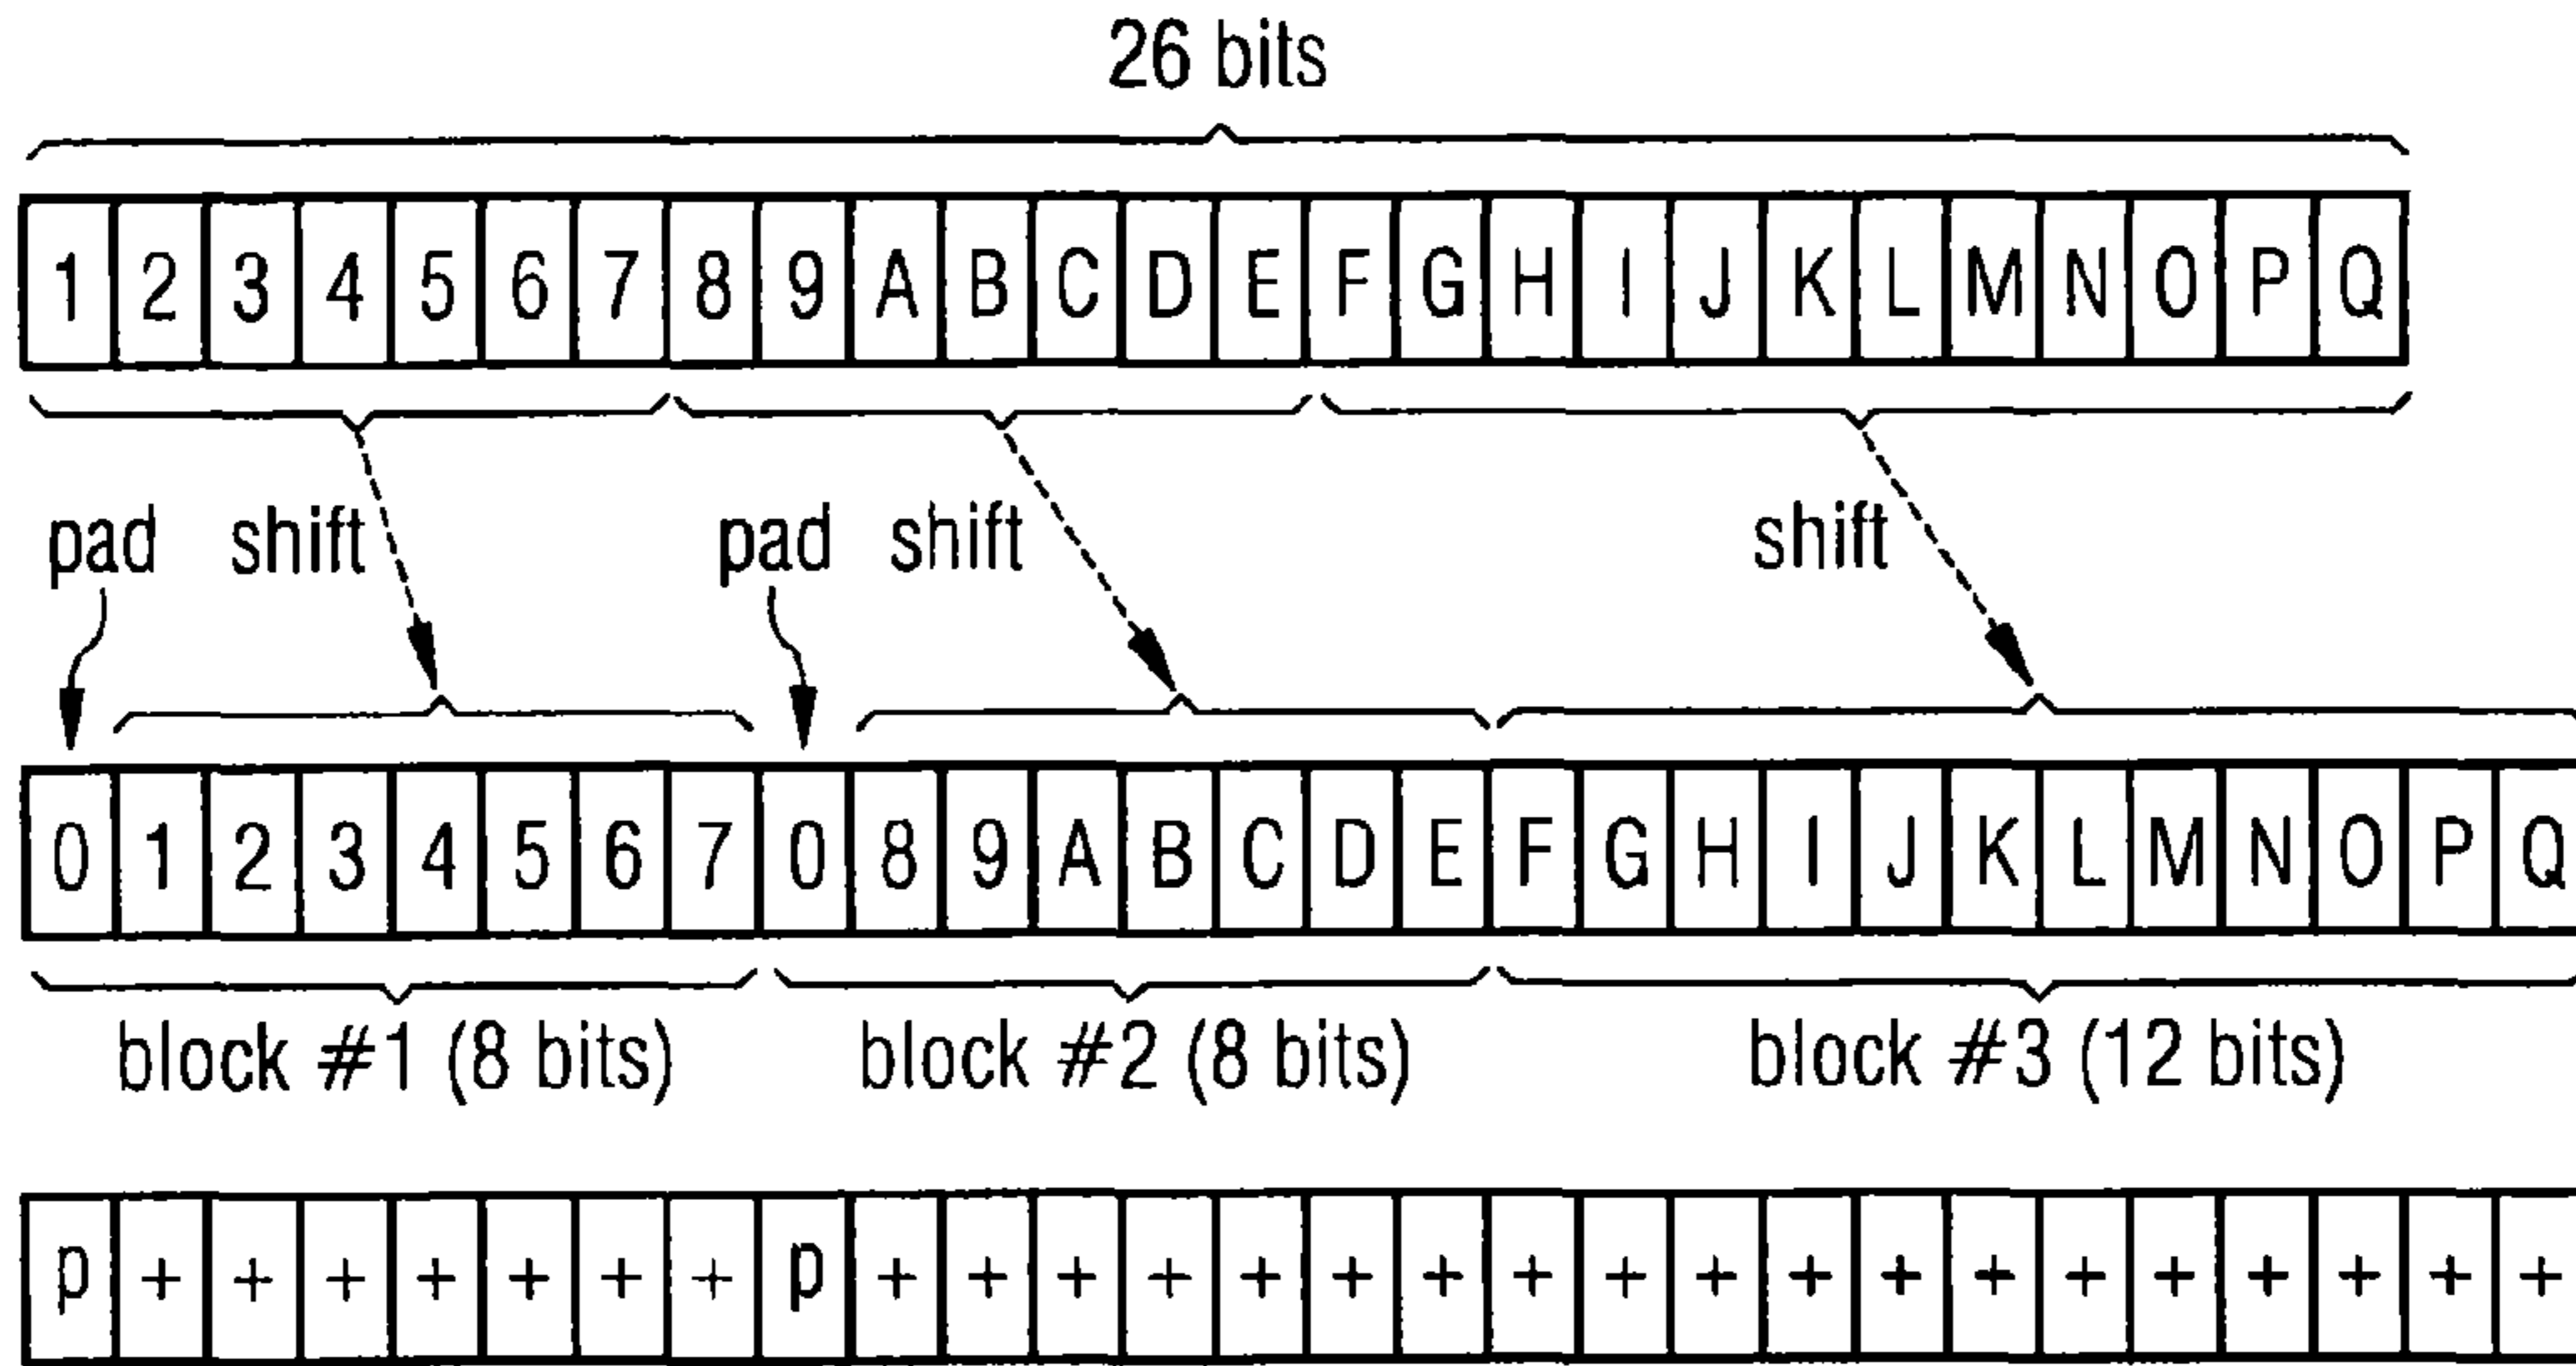 26 bits
1 2 3 4 5 6 7 8 9 A B C D E F G H I J K L M N O P Q
pad shift pad shift shift
0 1 2 3 4 5 6 7 0 8 9 A B C D E F G H I J K L M N O P Q
block #1 (8 bits) block #2 (8 bits) block #3 (12 bits)
p + + + + + + + p + + + + + + + + + + + + + + + + + + +